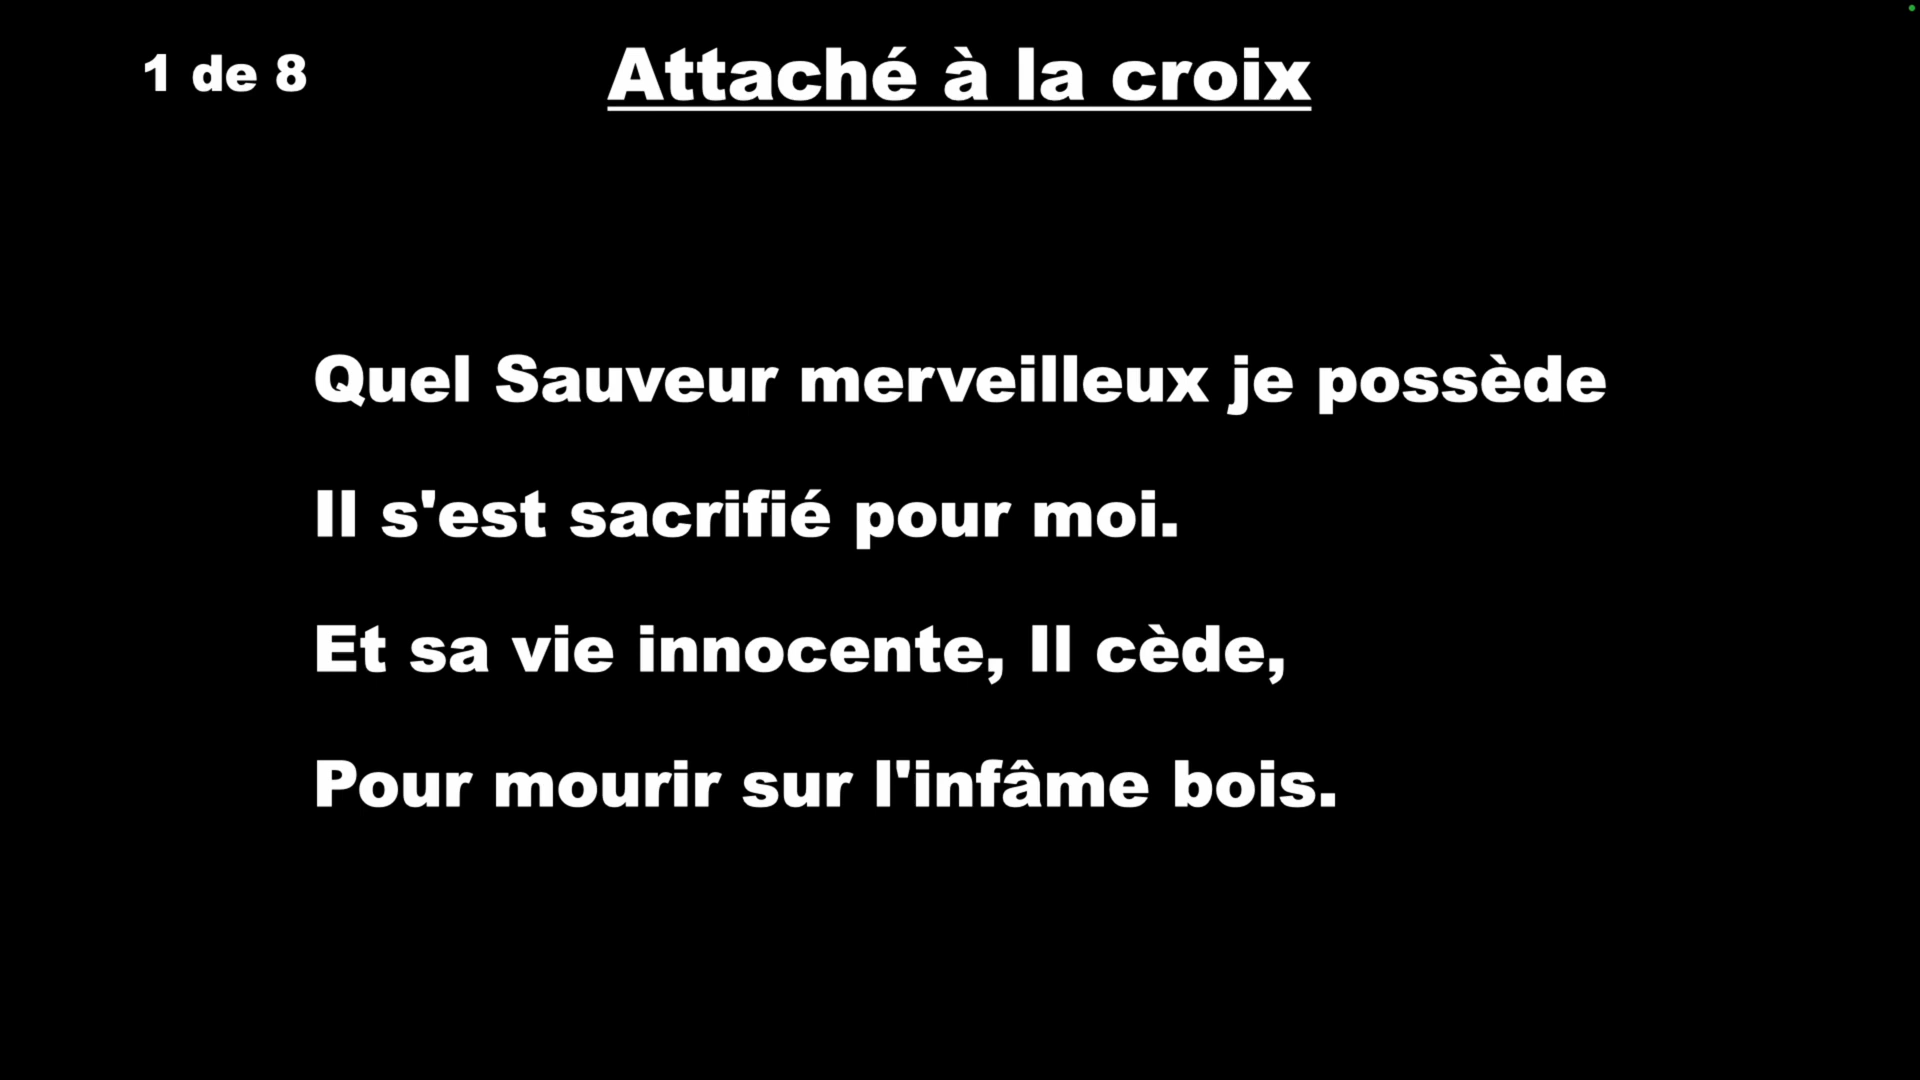 1 de 8
Attaché à la croix
Quel Sauveur merveilleux je possède
Il s'est sacrifié pour moi.
Et sa vie innocente, Il cède,
Pour mourir sur l'infâme bois.